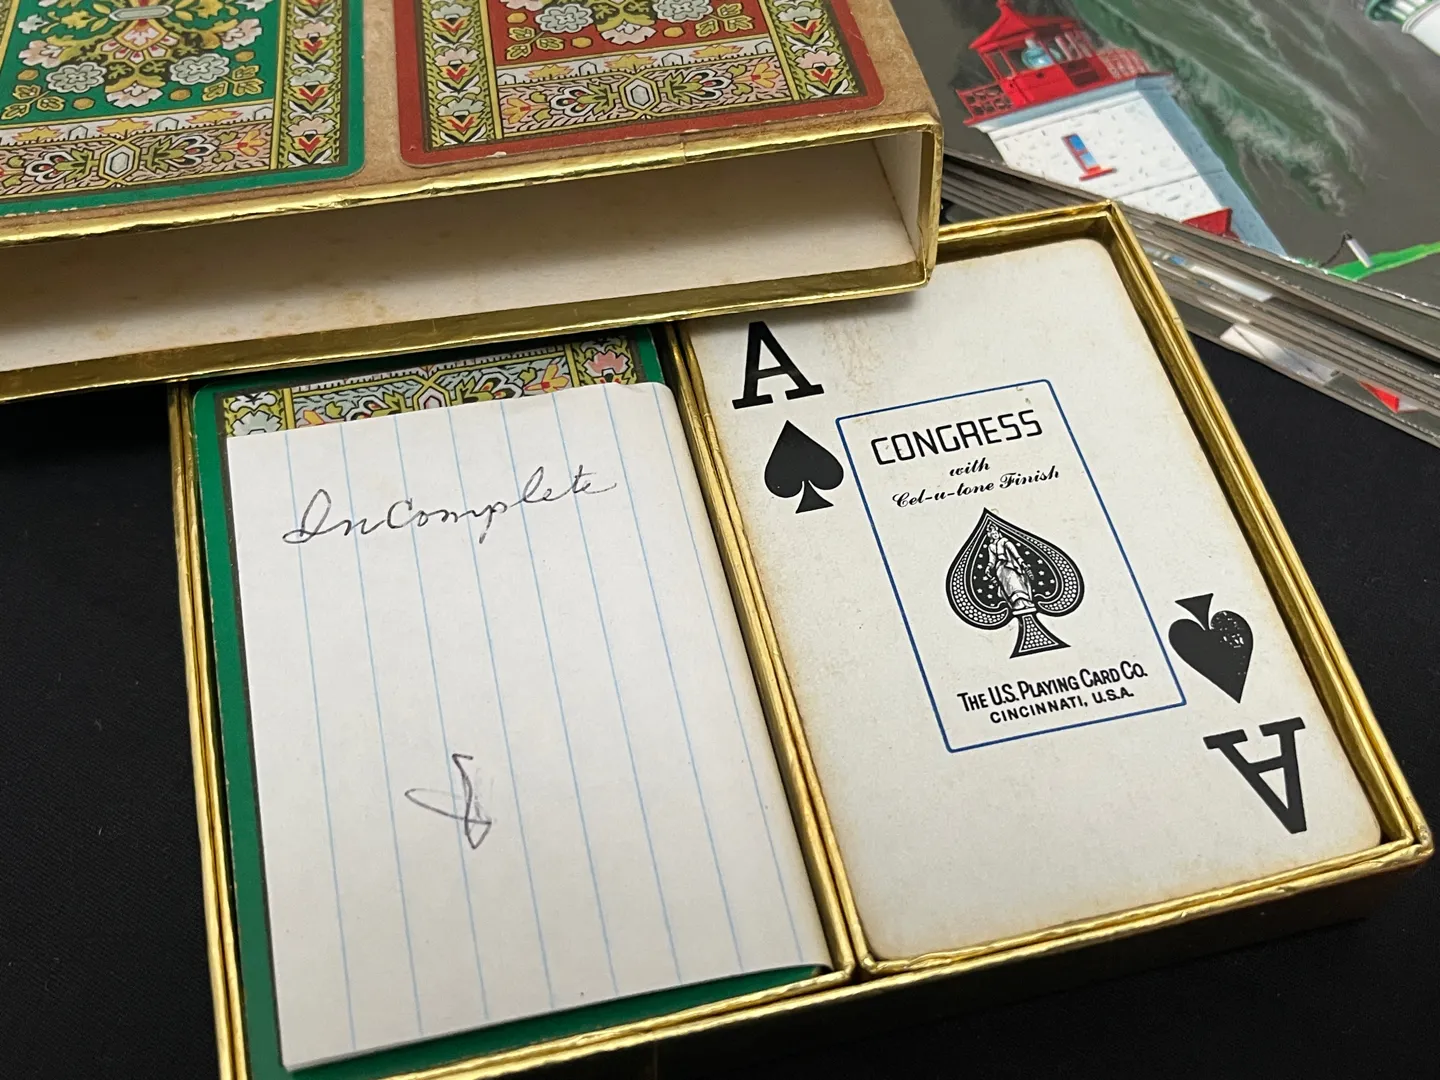 Incomplete
A
CONGRESS
with
Cel-u-tone Finish
THE U.S. PLAYING CARD CO.
CINCINNATI, U.S.A.
A